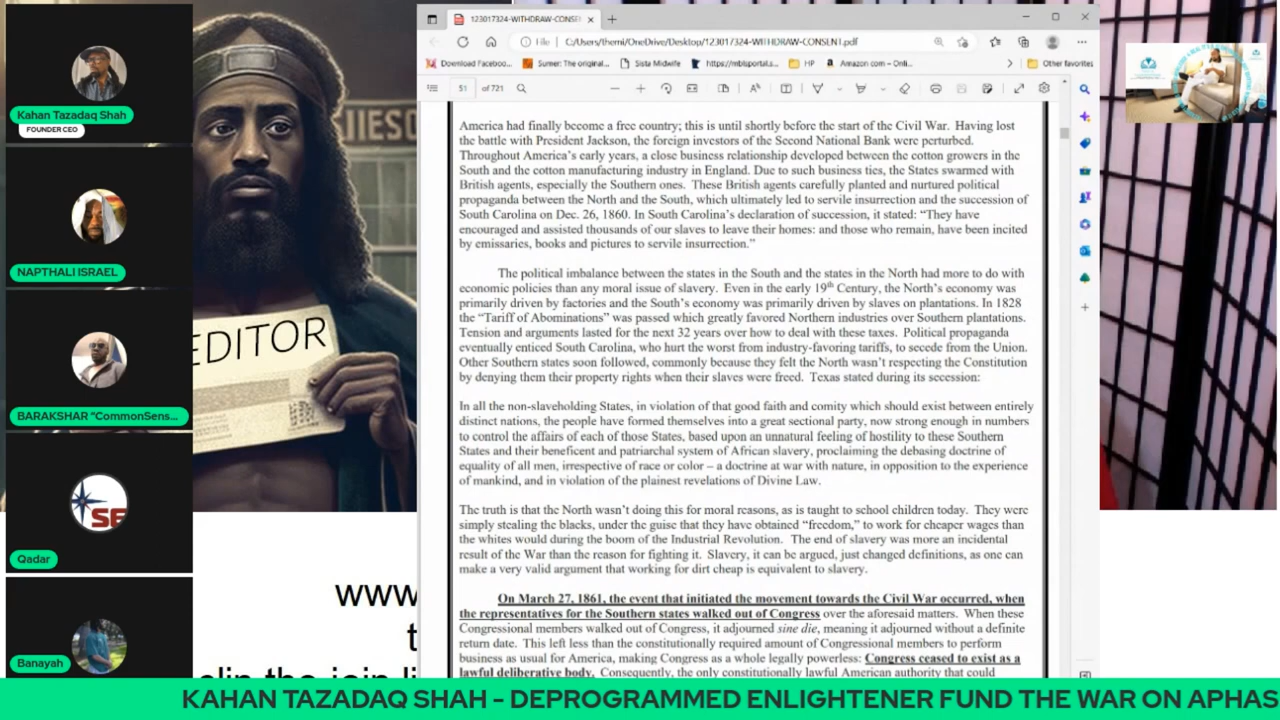 Kahan Tazadaq Shah
FOUNDER CEO
NAPTHALI ISRAEL
BARAKSHAR "CommonSens...
SE
Qadar
Banayah
EDITOR
www
123017324-WITHDRAW-CONSE
File
C:/Users/themi/OneDrive/Desktop/123017324-WITHDRAW-CONSENT.pdf
Download Faceboo...
Sumer: The original...
Sista Midwife
https://mblsportal.s...
HP
Amazon com – Onli...
Other favorites
51 of 721
America had finally become a free country; this is until shortly before the start of the Civil War. Having lost
the battle with President Jackson, the foreign investors of the Second National Bank were perturbed.
Throughout America's early years, a close business relationship developed between the cotton growers in the
South and the cotton manufacturing industry in England. Due to such business ties, the States swarmed with
British agents, especially the Southern ones. These British agents carefully planted and nurtured political
propaganda between the North and the South, which ultimately led to servile insurrection and the succession of
South Carolina on Dec. 26, 1860. In South Carolina's declaration of succession, it stated: "They have
encouraged and assisted thousands of our slaves to leave their homes: and those who remain, have been incited
by emissaries, books and pictures to servile insurrection."
The political imbalance between the states in the South and the states in the North had more to do with
economic policies than any moral issue of slavery. Even in the early 19th Century, the North's economy was
primarily driven by factories and the South's economy was primarily driven by slaves on plantations. In 1828
the "Tariff of Abominations" was passed which greatly favored Northern industries over Southern plantations.
Tension and arguments lasted for the next 32 years over how to deal with these taxes. Political propaganda
eventually enticed South Carolina, who hurt the worst from industry-favoring tariffs, to secede from the Union.
Other Southern states soon followed, commonly because they felt the North wasn't respecting the Constitution
by denying them their property rights when their slaves were freed. Texas stated during its secession:
In all the non-slaveholding States, in violation of that good faith and comity which should exist between entirely
distinct nations, the people have formed themselves into a great sectional party, now strong enough in numbers
to control the affairs of each of those States, based upon an unnatural feeling of hostility to these Southern
States and their beneficent and patriarchal system of African slavery, proclaiming the debasing doctrine of
equality of all men, irrespective of race or color – a doctrine at war with nature, in opposition to the experience
of mankind, and in violation of the plainest revelations of Divine Law.
The truth is that the North wasn't doing this for moral reasons, as is taught to school children today. They were
simply stealing the blacks, under the guise that they have obtained "freedom," to work for cheaper wages than
the whites would during the boom of the Industrial Revolution. The end of slavery was more an incidental
result of the War than the reason for fighting it. Slavery, it can be argued, just changed definitions, as one can
make a very valid argument that working for dirt cheap is equivalent to slavery.
On March 27, 1861, the event that initiated the movement towards the Civil War occurred, when
the representatives for the Southern states walked out of Congress over the aforesaid matters. When these
Congressional members walked out of Congress, it adjourned sine die, meaning it adjourned without a definite
return date. This left less than the constitutionally required amount of Congressional members to perform
business as usual for America, making Congress as a whole legally powerless: Congress ceased to exist as a
lawful deliberative body. Consequently, the only constitutionally lawful American authority that could
KAHAN TAZADAQ SHAH - DEPROGRAMMED ENLIGHTENER FUND THE WAR ON APHAS